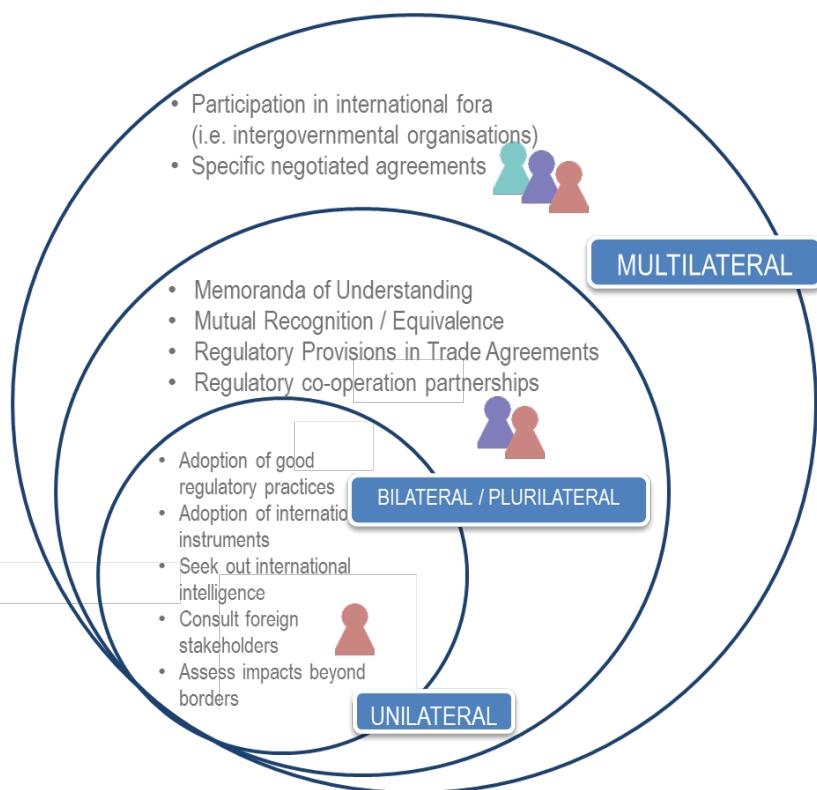 • Participation in international fora
(i.e. intergovernmental organisations)
• Specific negotiated agreements
MULTILATERAL
• Memoranda of Understanding
• Mutual Recognition / Equivalence
• Regulatory Provisions in Trade Agreements
• Regulatory co-operation partnerships
BILATERAL / PLURILATERAL
• Adoption of good
regulatory practices
• Adoption of internatio
instruments
• Seek out international
intelligence
• Consult foreign
stakeholders
• Assess impacts beyond
borders
UNILATERAL